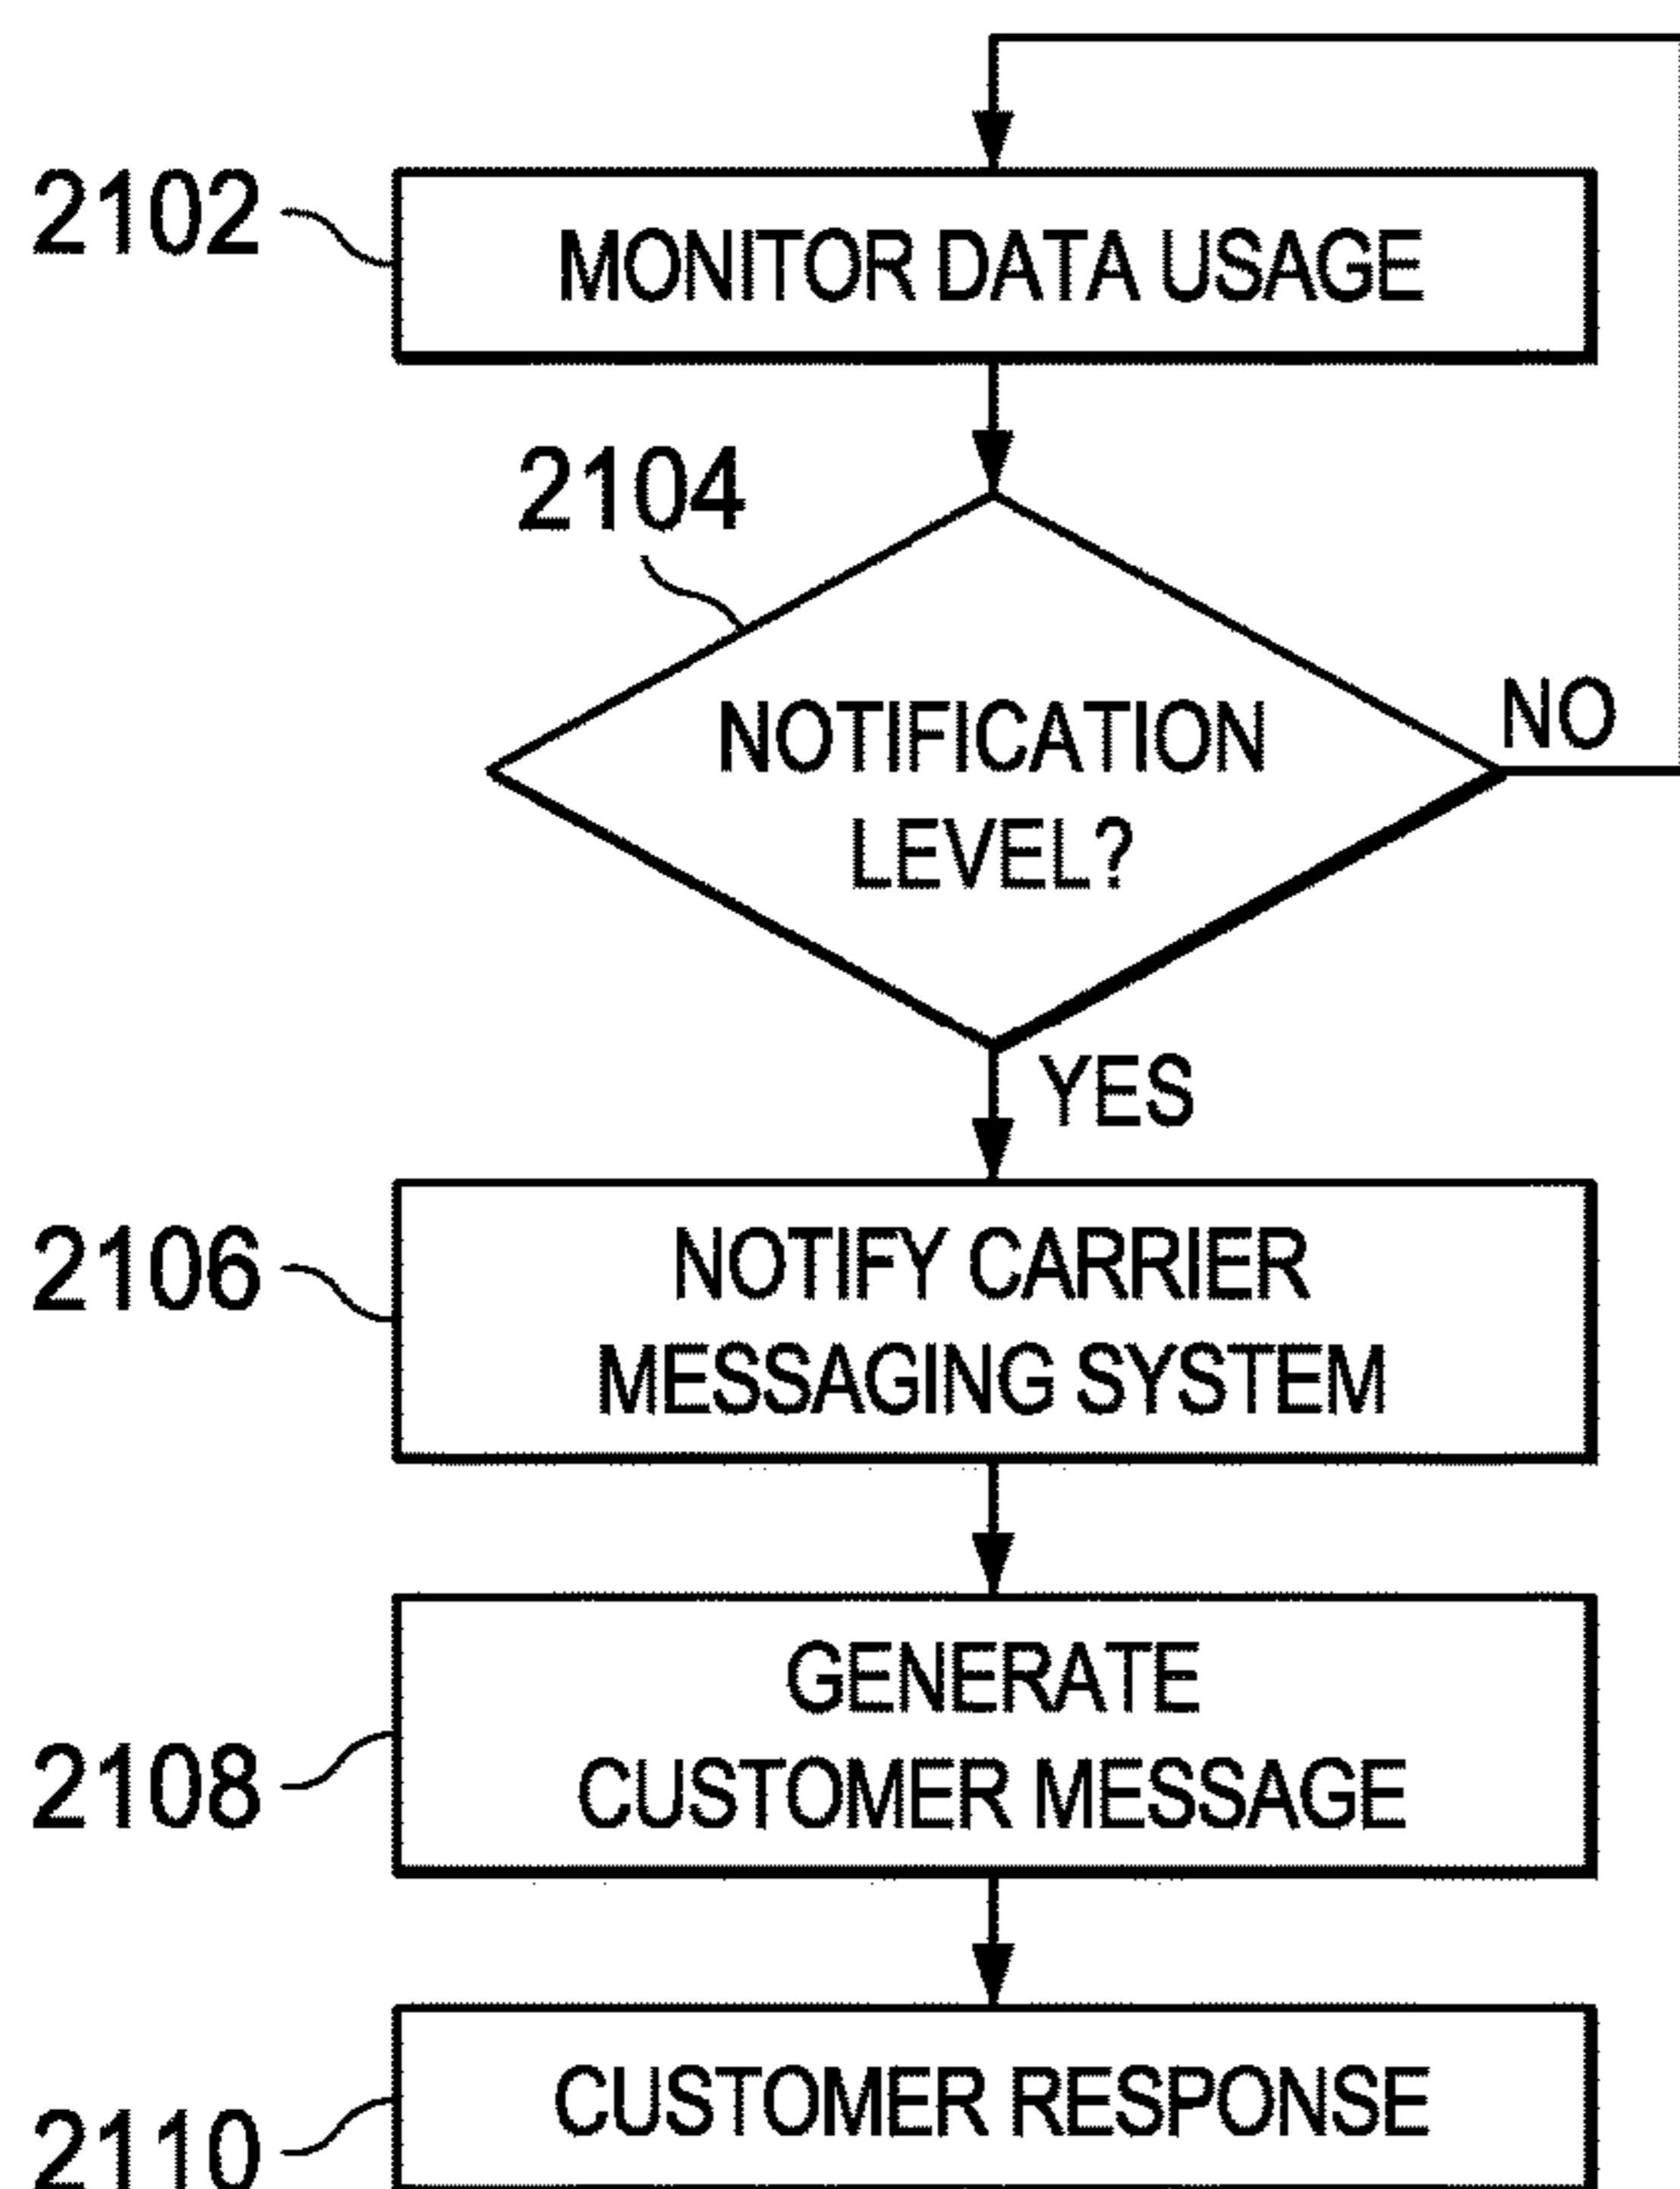 2102
MONITOR DATA USAGE
2104
NOTIFICATION
LEVEL?
NO
YES
2106
NOTIFY CARRIER
MESSAGING SYSTEM
2108
GENERATE
CUSTOMER MESSAGE
2110
CUSTOMER RESPONSE